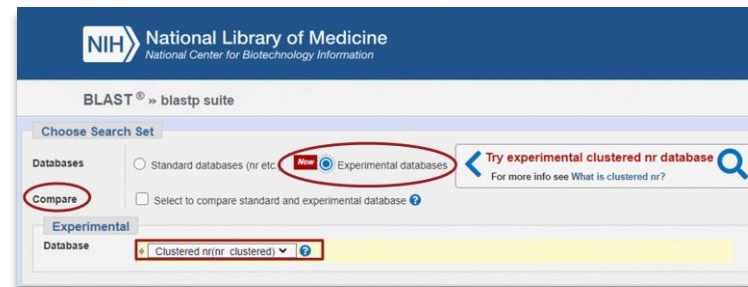 NIH National Library of Medicine
National Center for Biotechnology Information
BLAST ® » blastp suite
Choose Search Set
Databases Standard databases (nr etc.) New Experimental databases
Try experimental clustered nr database
For more info see What is clustered nr?
Compare Select to compare standard and experimental database ?
Experimental
Database Clustered nr(nr_clustered) ?